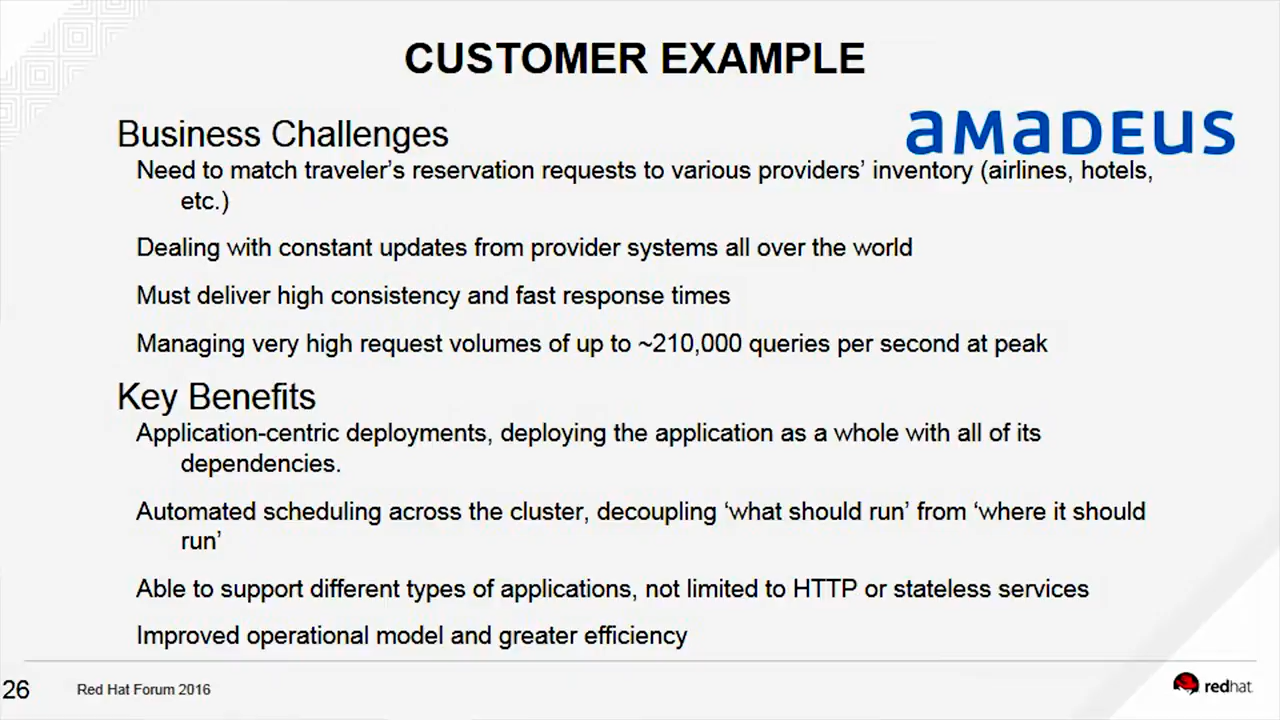 CUSTOMER EXAMPLE
Business Challenges
amadeus
Need to match traveler’s reservation requests to various providers’ inventory (airlines, hotels,
etc.)
Dealing with constant updates from provider systems all over the world
Must deliver high consistency and fast response times
Managing very high request volumes of up to ~210,000 queries per second at peak
Key Benefits
Application-centric deployments, deploying the application as a whole with all of its
dependencies.
Automated scheduling across the cluster, decoupling ‘what should run’ from ‘where it should
run’
Able to support different types of applications, not limited to HTTP or stateless services
Improved operational model and greater efficiency
26
Red Hat Forum 2016
redhat.